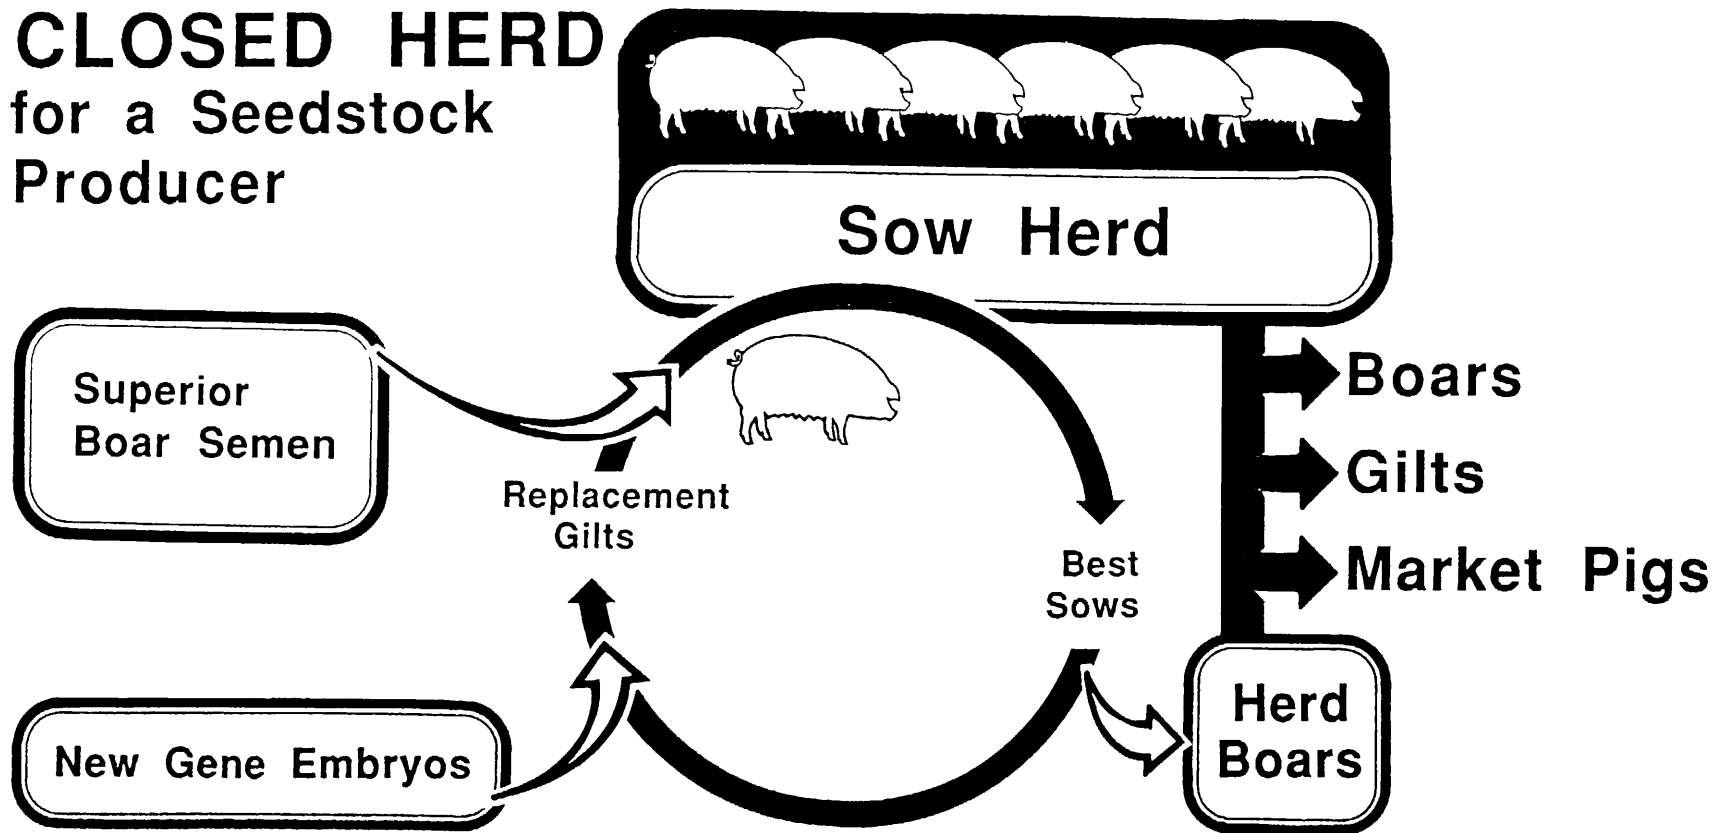 CLOSED HERD
for a Seedstock
Producer
Sow Herd
Superior
Boar Semen
Boars
Gilts
Market Pigs
Replacement
Gilts
Best
Sows
New Gene Embryos
Herd
Boars